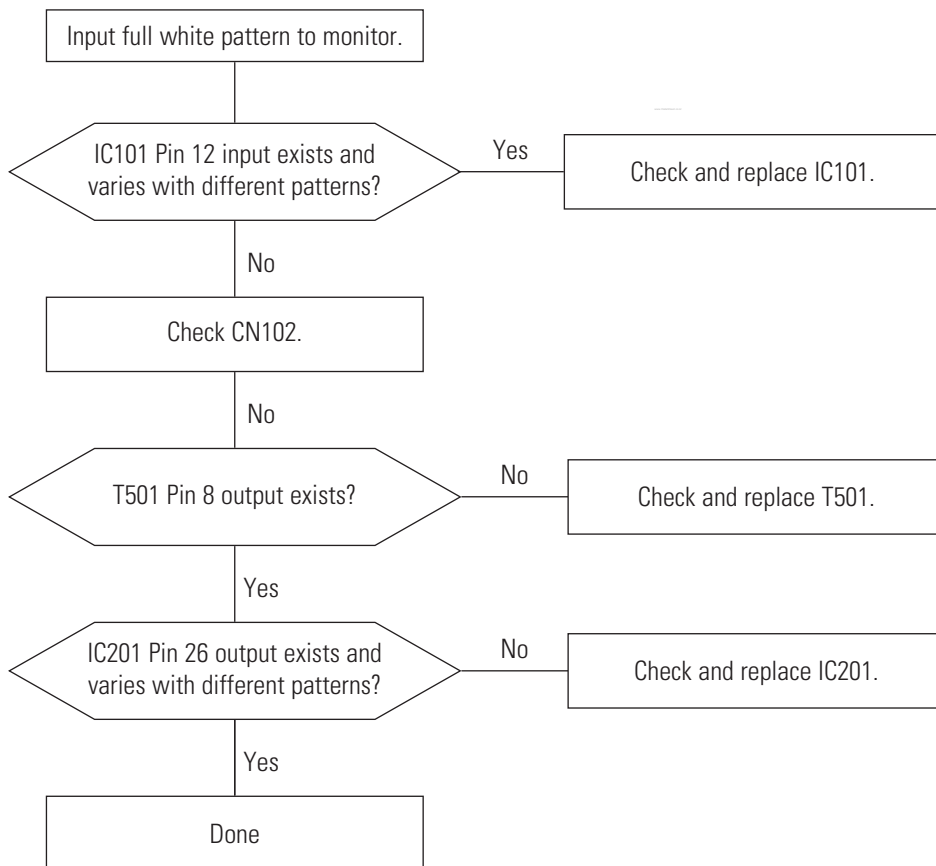 Input full white pattern to monitor.
IC101 Pin 12 input exists and
varies with different patterns?
Yes
Check and replace IC101.
No
Check CN102.
No
T501 Pin 8 output exists?
No
Check and replace T501.
Yes
IC201 Pin 26 output exists and
varies with different patterns?
No
Check and replace IC201.
Yes
Done